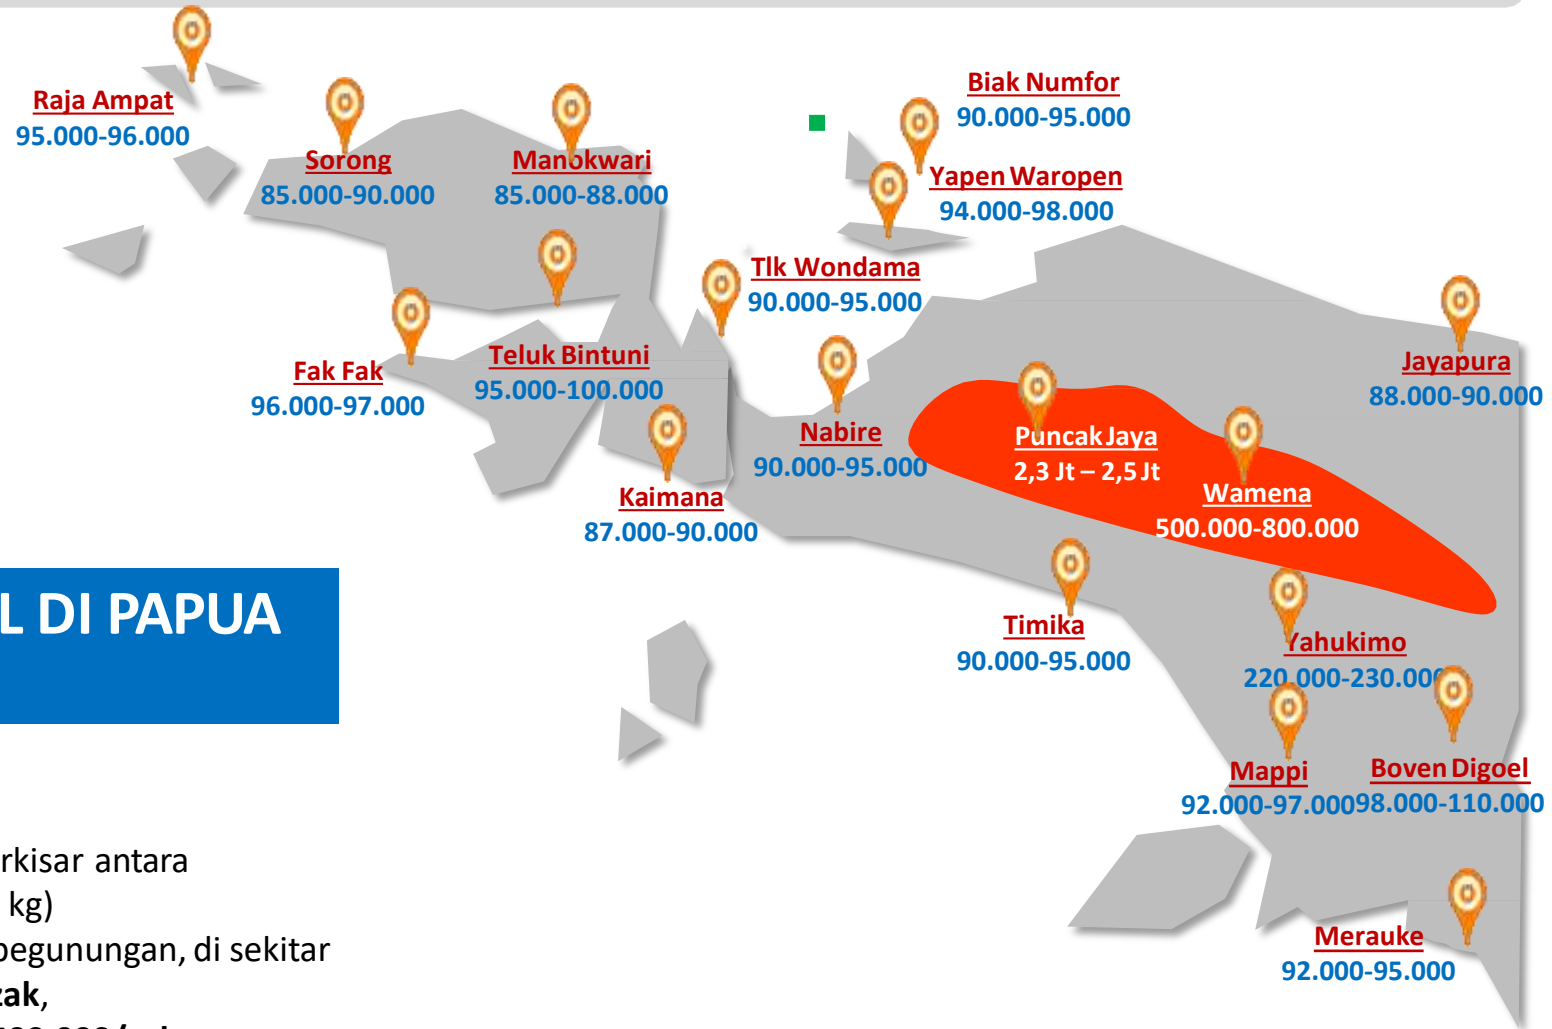 Raja Ampat
95.000-96.000
Sorong
85.000-90.000
Manokwari
85.000-88.000
Biak Numfor
90.000-95.000
Yapen Waropen
94.000-98.000
Tlk Wondama
90.000-95.000
Fak Fak
96.000-97.000
Teluk Bintuni
95.000-100.000
Kaimana
87.000-90.000
Nabire
90.000-95.000
Puncak Jaya
2,3 Jt – 2,5 Jt
Wamena
500.000-800.000
Jayapura
88.000-90.000
Timika
90.000-95.000
Yahukimo
220.000-230.000
Mappi
92.000-97.000
Boven Digoel
98.000-110.000
Merauke
92.000-95.000
L DI PAPUA
rkisar antara
kg)
pegunungan, di sekitar
zak,